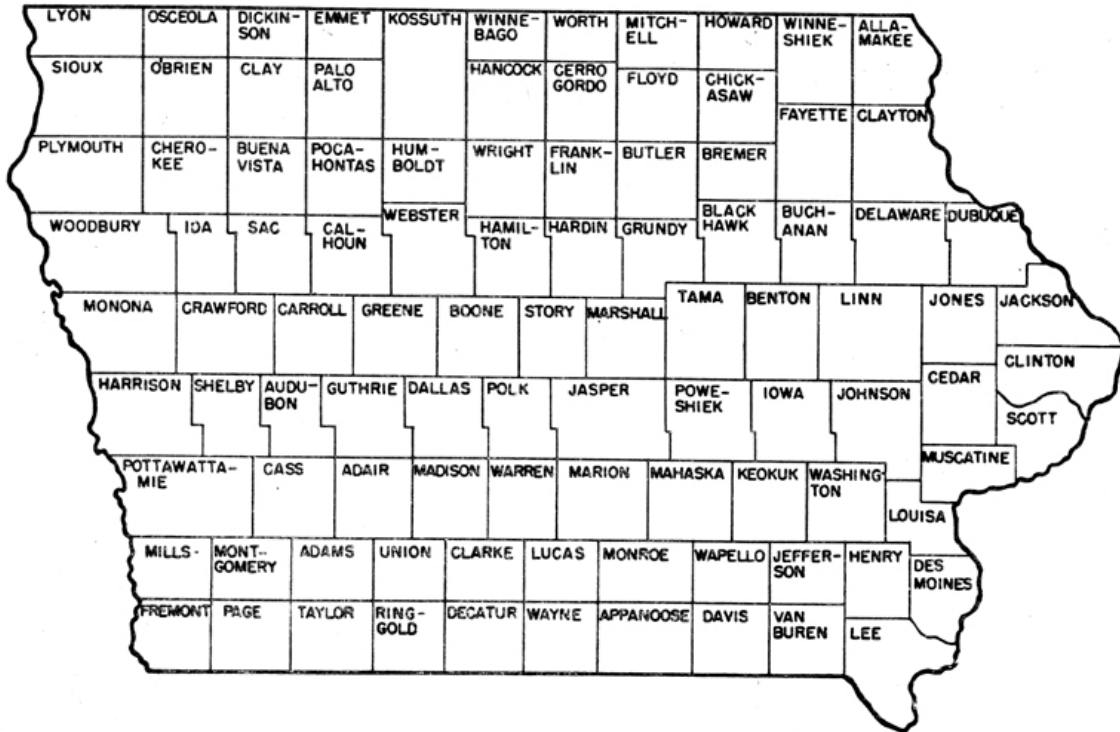 LYON
OSCEOLA
DICKIN-
SON
EMMET
KOSSUTH
WINNE-
BAGO
WORTH
MITCH-
ELL
HOWARD
WINNE-
SHIEK
ALLA-
MAKEE
SIOUX
O'BRIEN
CLAY
PALO
ALTO
HANCOCK
CERRO
GORDO
FLOYD
CHICK-
ASAW
FAYETTE
CLAYTON
PLYMOUTH
CHERO-
KEE
BUENA
VISTA
POCA-
HONTAS
HUM-
BOLDT
WRIGHT
FRANK-
LIN
BUTLER
BREMER
WOODBURY
IDA
SAC
CAL-
HOUN
WEBSTER
HAMIL-
TON
HARDIN
GRUNDY
BLACK
HAWK
BUCH-
ANAN
DELAWARE
DUBUQUE
MONONA
CRAWFORD
CARROLL
GREENE
BOONE
STORY
MARSHALL
TAMA
BENTON
LINN
JONES
JACKSON
CLINTON
HARRISON
SHELBY
AUDU-
BON
GUTHRIE
DALLAS
POLK
JASPER
POWE-
SHIEK
IOWA
JOHNSON
CEDAR
SCOTT
MUSCATINE
POTTAWATTA-
MIE
CASS
ADAIR
MADISON
WARREN
MARION
MAHASKA
KEOKUK
WASHING
TON
LOUISA
MILLS-
MONT-
GOMERY
ADAMS
UNION
CLARKE
LUCAS
MONROE
WAPELLO
JEFFER-
SON
HENRY
DES
MOINES
FREMONT
PAGE
TAYLOR
RING-
GOLD
DECATUR
WAYNE
APPANOOSE
DAVIS
VAN
BUREN
LEE